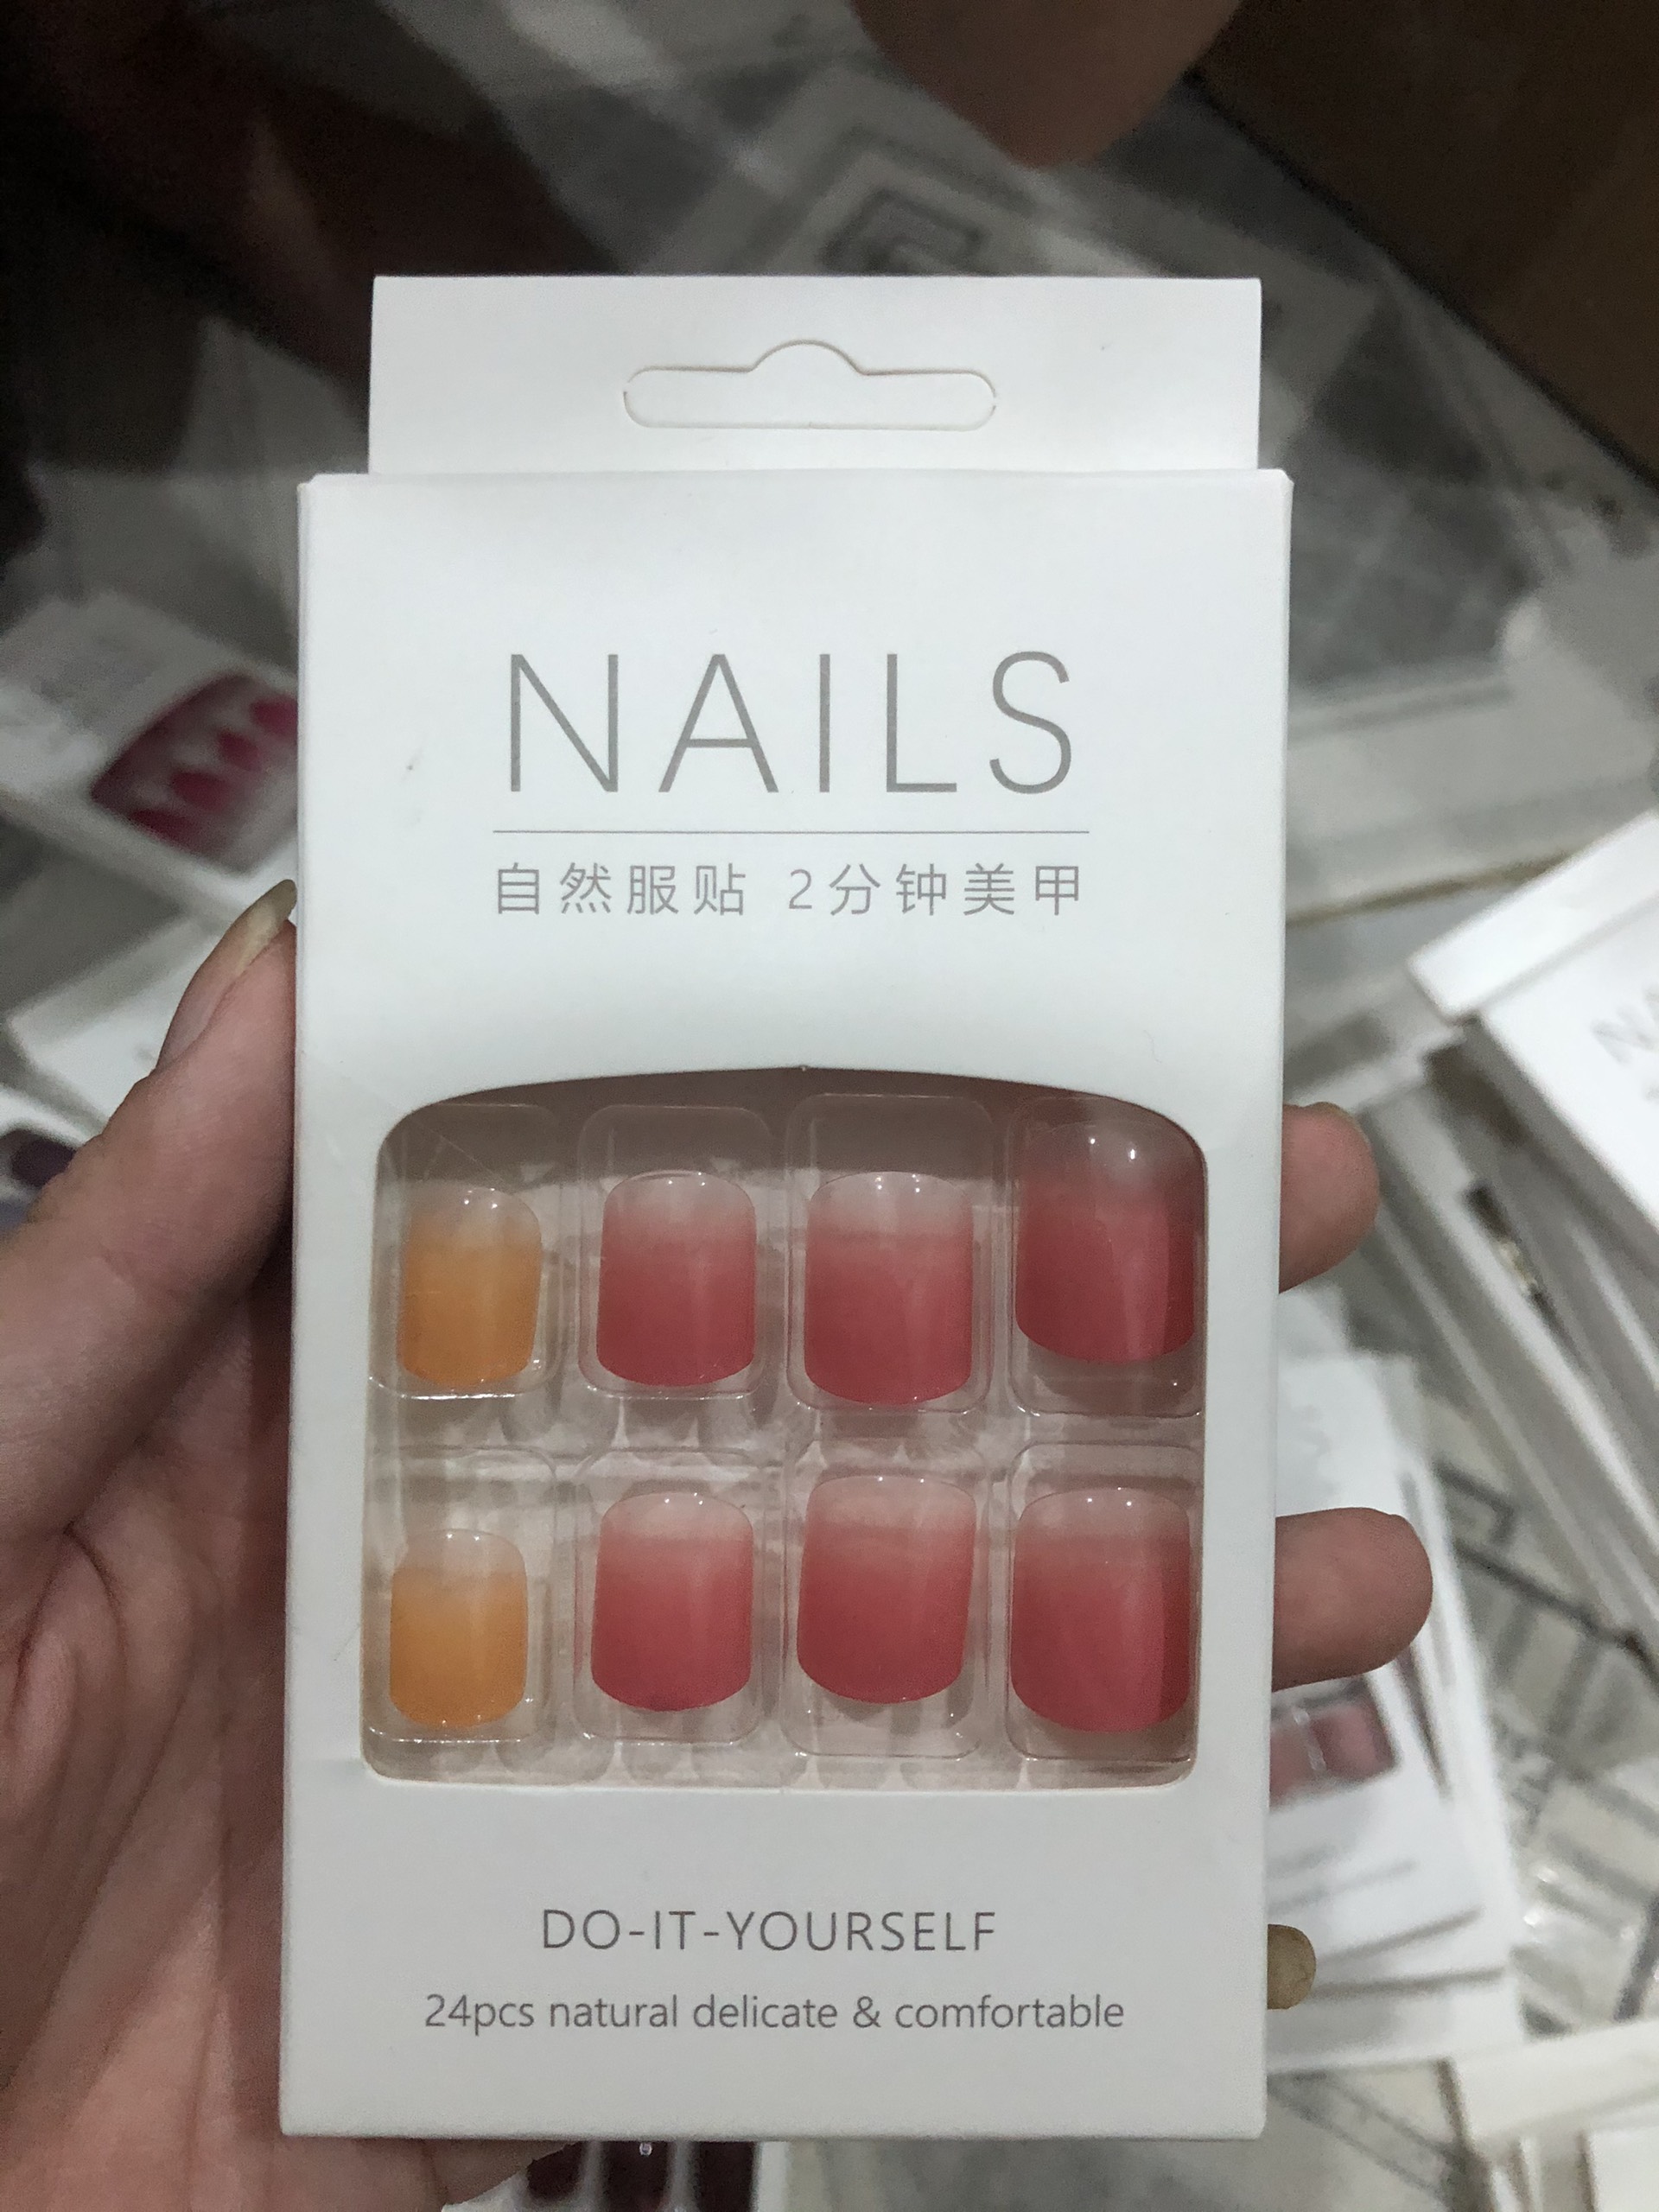 NAILS
自然服贴 2分钟美甲
DO-IT-YOURSELF
24pcs natural delicate & comfortable